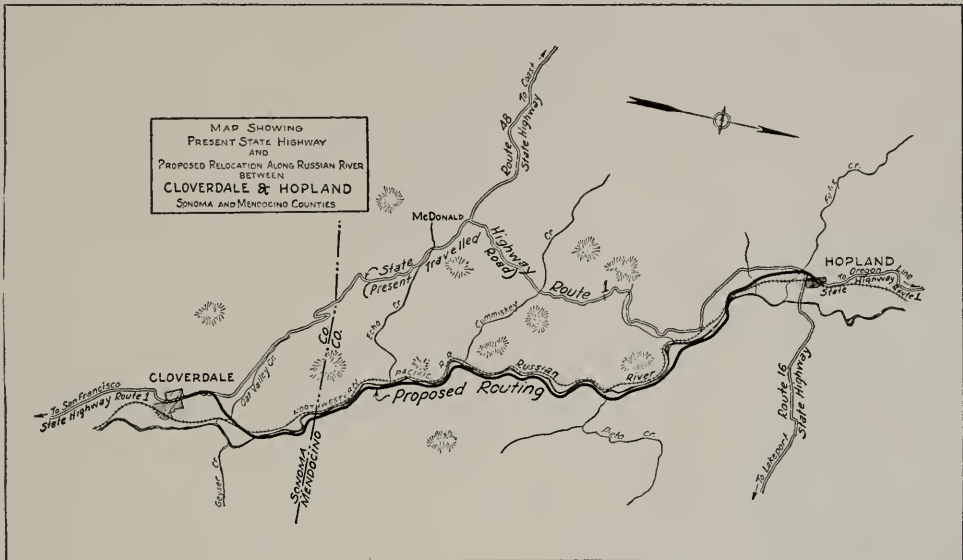 MAP SHOWING
PRESENT STATE HIGHWAY
AND
PROPOSED RELOCATION ALONG RUSSIAN RIVER
BETWEEN
CLOVERDALE & HOPLAND
SONOMA AND MENDOCINO COUNTIES
To Coast
Route 48
State Highway
McDONALD
State Highway
(Present Travelled Road)
Route 1
Echo Cr.
Cummiskey Cr.
HOPLAND
To Oregon Line
State Highway
Route 1
CLOVERDALE
To San Francisco
State Highway Route 1
Oat Valley Cr.
Co.
Co.
NORTHWESTERN PACIFIC R.R.
Russian River
Proposed Routing
SONOMA
MENDOCINO
Geyser Cr.
Pieta Cr.
Route 16
State Highway
To Lakeport
Cr.